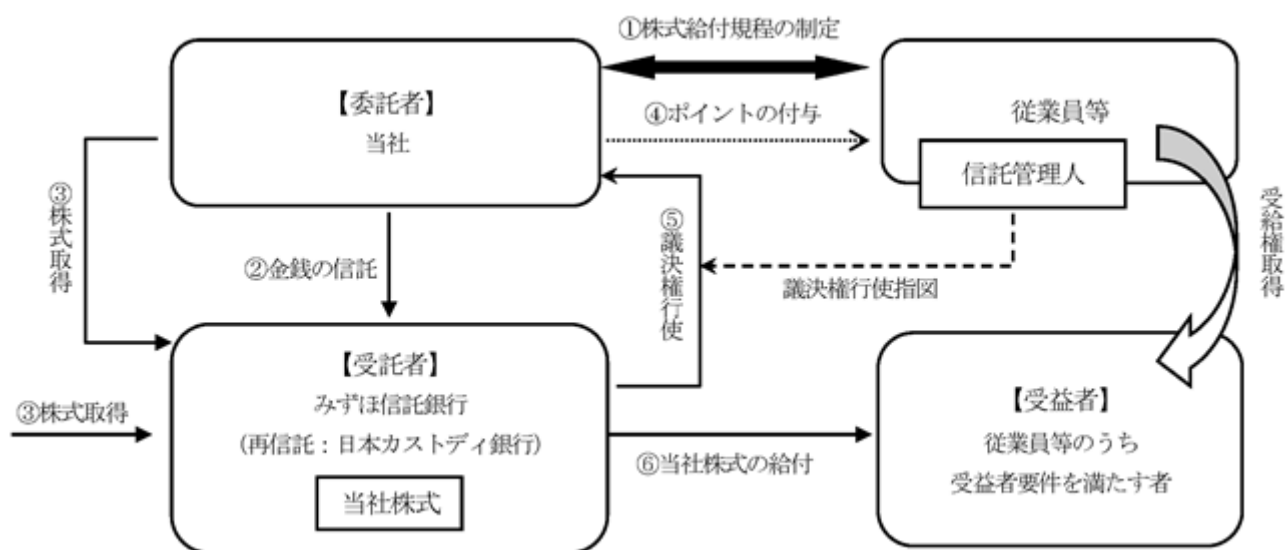 ①株式給付規程の制定
【委託者】
当社
④ポイントの付与
従業員等
信託管理人
③株式取得
②金銭の信託
⑤議決権行使
議決権行使指図
受給権取得
【受託者】
みずほ信託銀行
(再信託：日本カストディ銀行)
当社株式
③株式取得
⑥当社株式の給付
【受益者】
従業員等のうち
受益者要件を満たす者